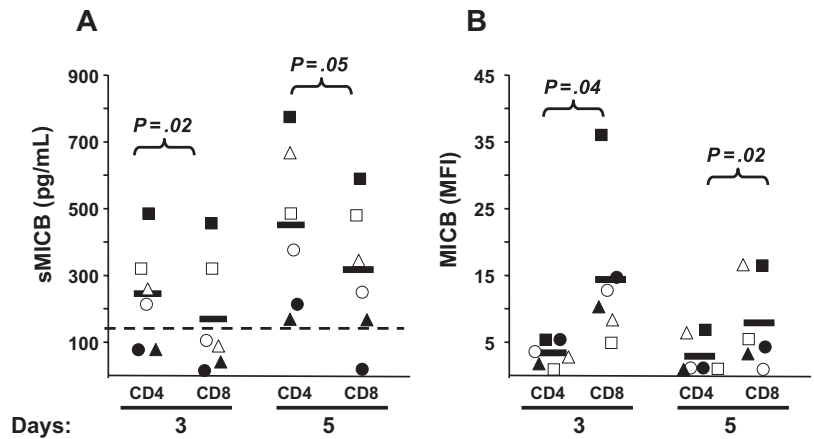 A
B
sMICB (pg/mL)
900
700
500
300
100
P=.02
P=.05
CD4
CD8
CD4
CD8
Days:
3
5
MICB (MFI)
45
35
25
15
5
P=.04
P=.02
CD4
CD8
CD4
CD8
3
5